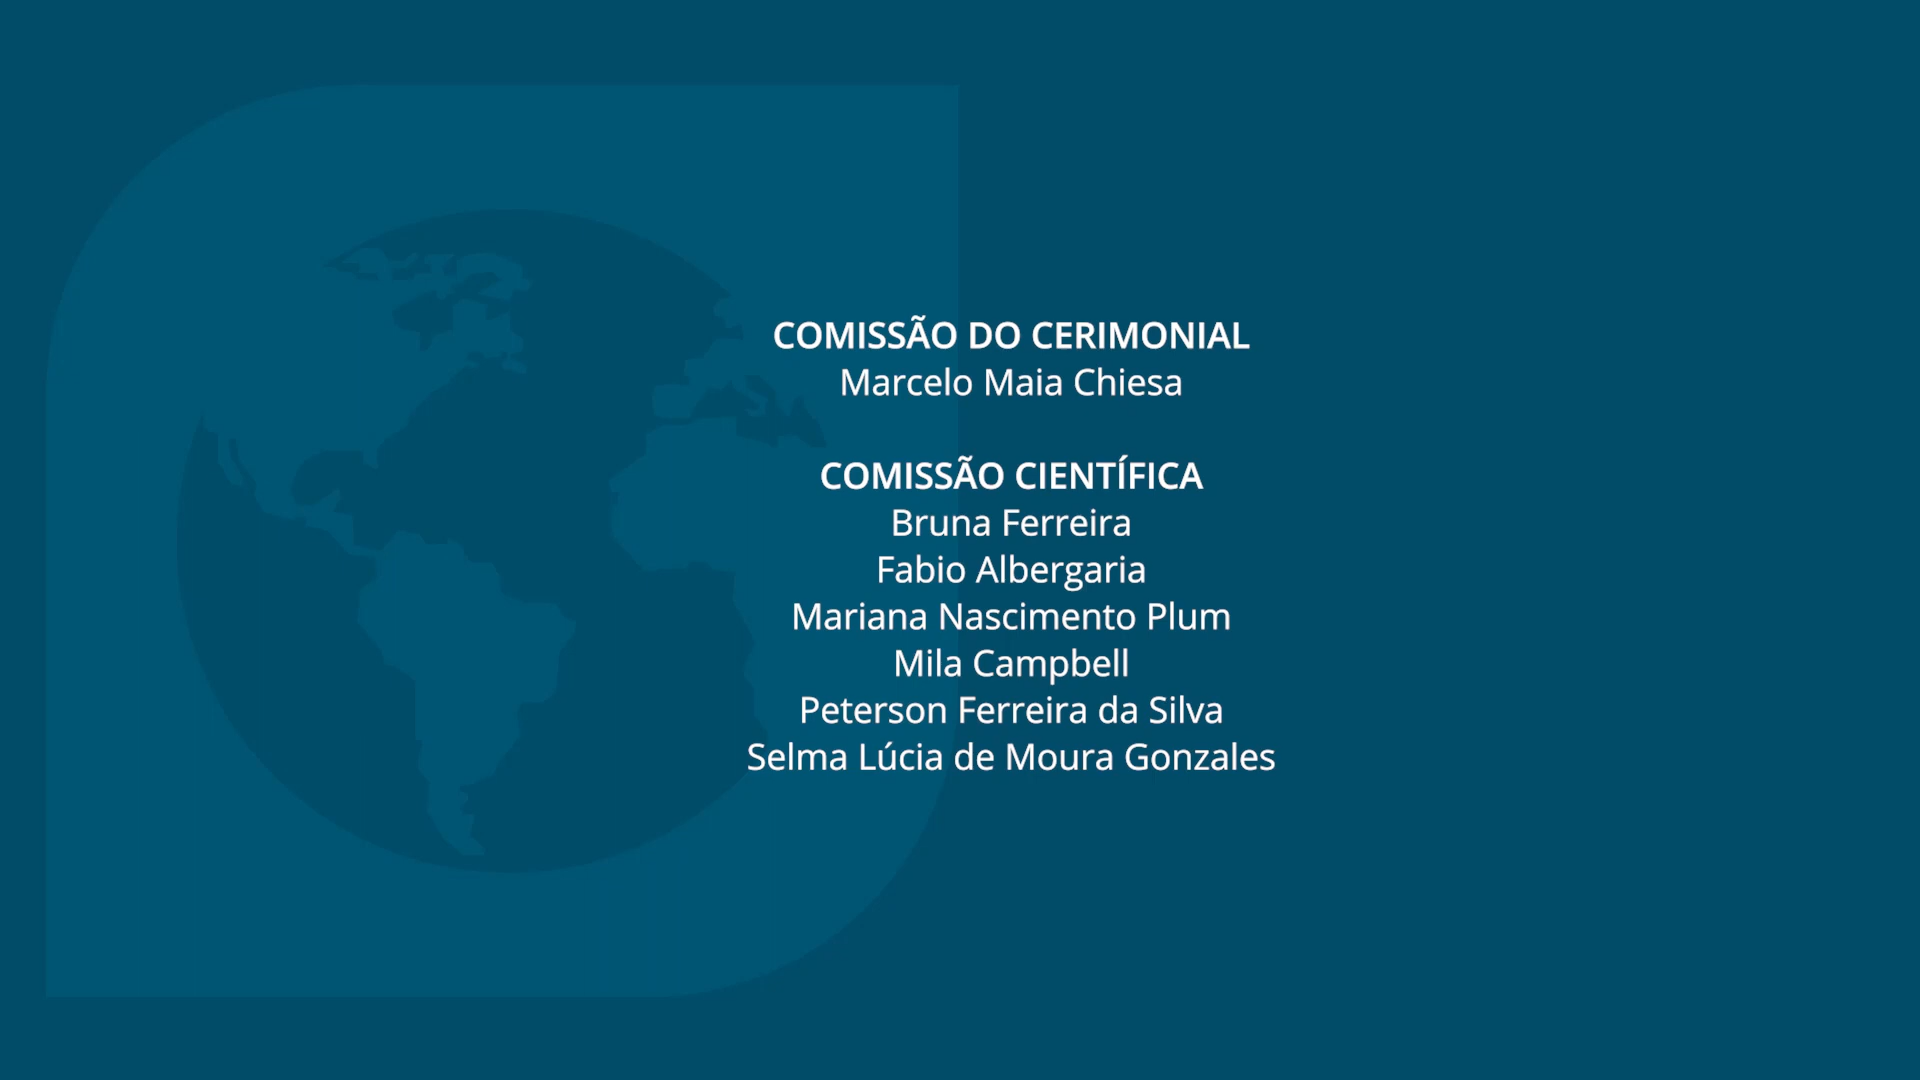 COMISSÃO DO CERIMONIAL
Marcelo Maia Chiesa
COMISSÃO CIENTÍFICA
Bruna Ferreira
Fabio Albergaria
Mariana Nascimento Plum
Mila Campbell
Peterson Ferreira da Silva
Selma Lúcia de Moura Gonzales